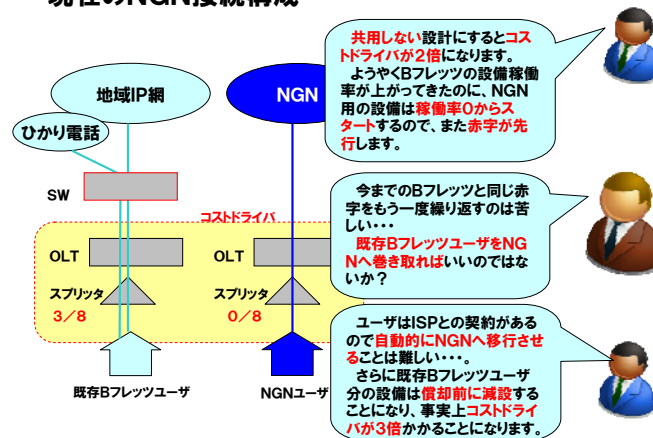 現在のNGN接続構成
共用しない設計にするとコス
トドライバが2倍になります。
ようやくBフレッツの設備稼働
率が上がってきたのに、NGN
用の設備は稼働率0からス
タートするので、また赤字が先
行します。
地域IP網
NGN
ひかり電話
SW
コストドライバ
OLT
OLT
スプリッタ
3/8
スプリッタ
0/8
既存Bフレッツユーザ
NGNユーザ
今までのBフレッツと同じ赤
字をもう一度繰り返すのは苦
しい・・・
既存BフレッツユーザをNG
Nへ巻き取ればいいのではな
いか？
ユーザはISPとの契約がある
ので自動的にNGNへ移行させ
ることは難しい・・・。
さらに既存Bフレッツユーザ
分の設備は償却前に減設する
ことになり、事実上コストドライ
バが3倍かかることになります。